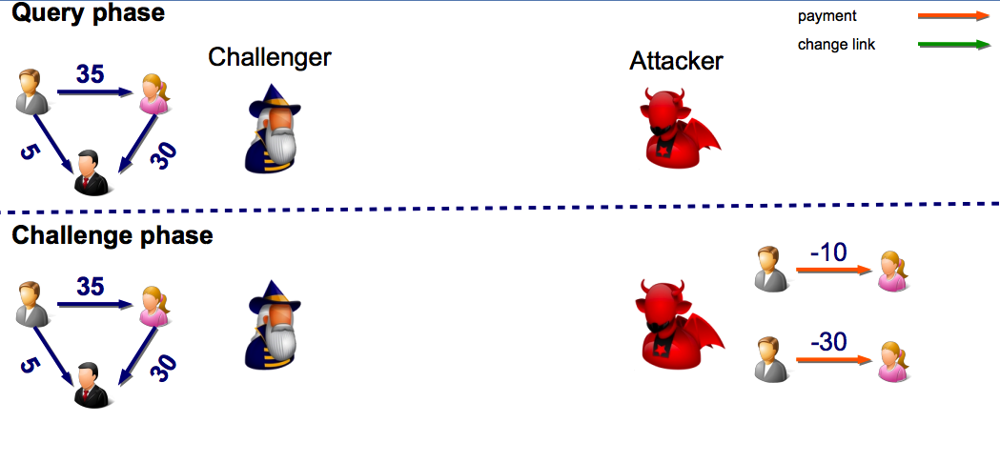 Query phase
payment
change link
Challenger
Attacker
35
5
30
Challenge phase
-10
35
5
30
-30